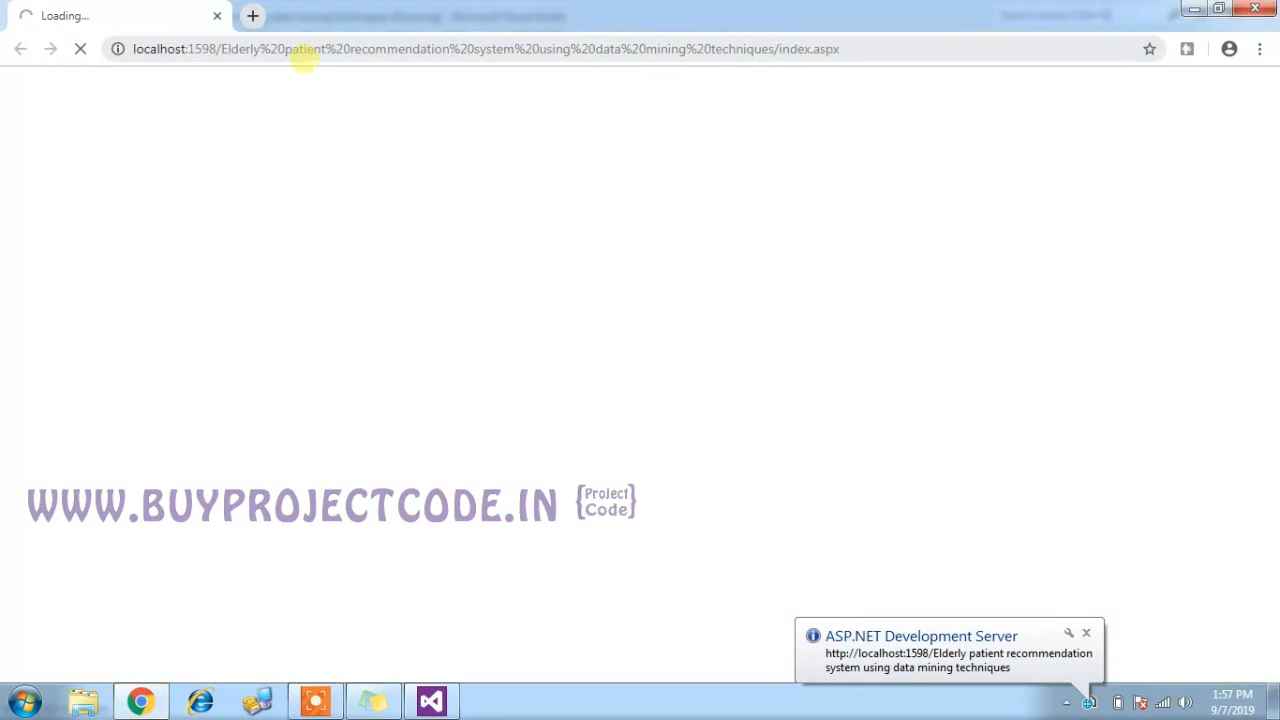 Loading...
localhost:1598/Elderly%20patient%20recommendation%20system%20using%20data%20mining%20techniques/index.aspx
WWW.BUYPROJECTCODE.IN {Project Code}
ASP.NET Development Server
http://localhost:1598/Elderly patient recommendation
system using data mining techniques
1:57 PM
9/7/2019